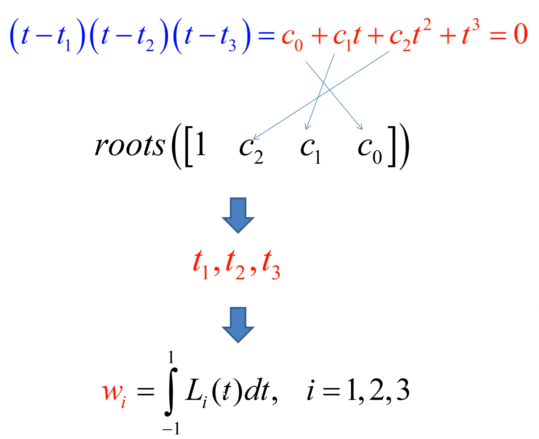 (t−t₁)(t−t₂)(t−t₃) = c₀ + c₁t + c₂t² + t³ = 0
roots([1 c₂ c₁ c₀])
t₁, t₂, t₃
wᵢ = ∫₋₁¹ Lᵢ(t)dt, i = 1,2,3